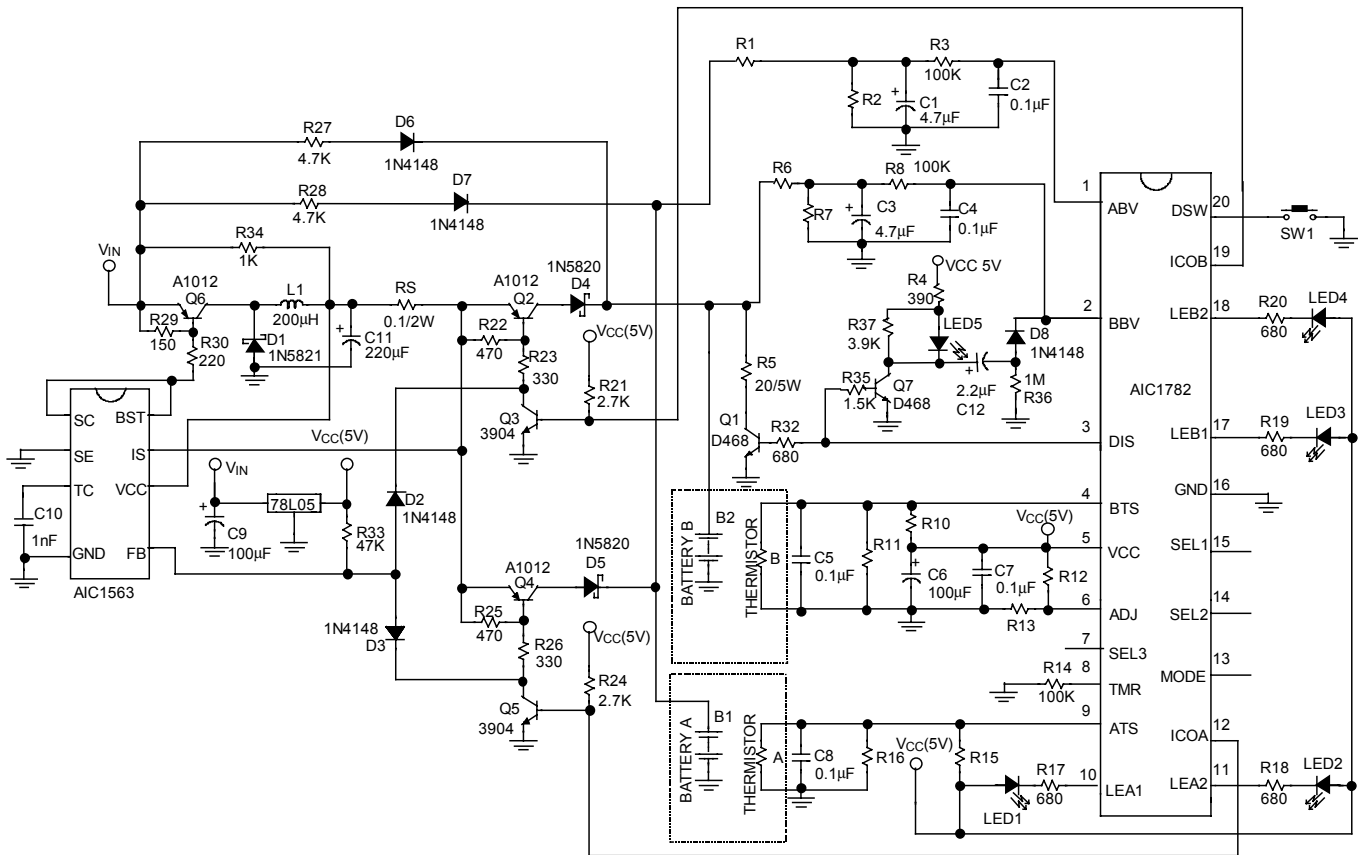 R1
R3
100K
R2
C1
4.7µF
C2
0.1µF
R27
4.7K
D6
1N4148
R28
4.7K
D7
1N4148
R6
R8
100K
R7
C3
4.7µF
C4
0.1µF
1
ABV
DSW
20
SW1
ICOB
19
VIN
R34
1K
A1012
Q6
L1
200µH
RS
0.1/2W
A1012
Q2
1N5820
D4
VCC 5V
R4
390
LED5
R37
3.9K
D8
1N4148
2
BBV
LEB2
18
R20
680
LED4
R29
150
R30
220
D1
1N5821
C11
220µF
R22
470
R23
330
VCC(5V)
R21
2.7K
R5
20/5W
R35
1.5K
Q7
D468
2.2µF
C12
1M
R36
AIC1782
SC
BST
SE
IS
TC
VCC
GND
FB
AIC1563
C10
1nF
VCC(5V)
Q3
3904
Q1
D468
R32
680
3
DIS
LEB1
17
R19
680
LED3
VIN
78L05
C9
100µF
R33
47K
D2
1N4148
BATTERY B
B2
THERMISTOR
B
C5
0.1µF
R11
R10
C6
100µF
VCC(5V)
C7
0.1µF
R12
R13
4
BTS
5
VCC
6
ADJ
GND
16
SEL1
15
SEL2
14
7
SEL3
MODE
13
R14
100K
8
TMR
1N5820
D5
A1012
Q4
R25
470
R26
330
1N4148
D3
VCC(5V)
R24
2.7K
Q5
3904
BATTERY A
B1
THERMISTOR
A
C8
0.1µF
R16
VCC(5V)
R15
9
ATS
ICOA
12
LED1
R17
680
10
LEA1
LEA2
11
R18
680
LED2